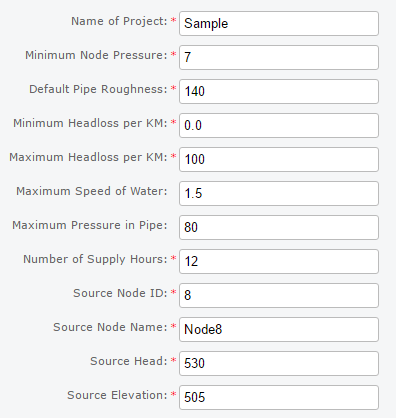 Name of Project: * Sample
Minimum Node Pressure: * 7
Default Pipe Roughness: * 140
Minimum Headloss per KM: * 0.0
Maximum Headloss per KM: * 100
Maximum Speed of Water: 1.5
Maximum Pressure in Pipe: 80
Number of Supply Hours: * 12
Source Node ID: * 8
Source Node Name: * Node8
Source Head: * 530
Source Elevation: * 505